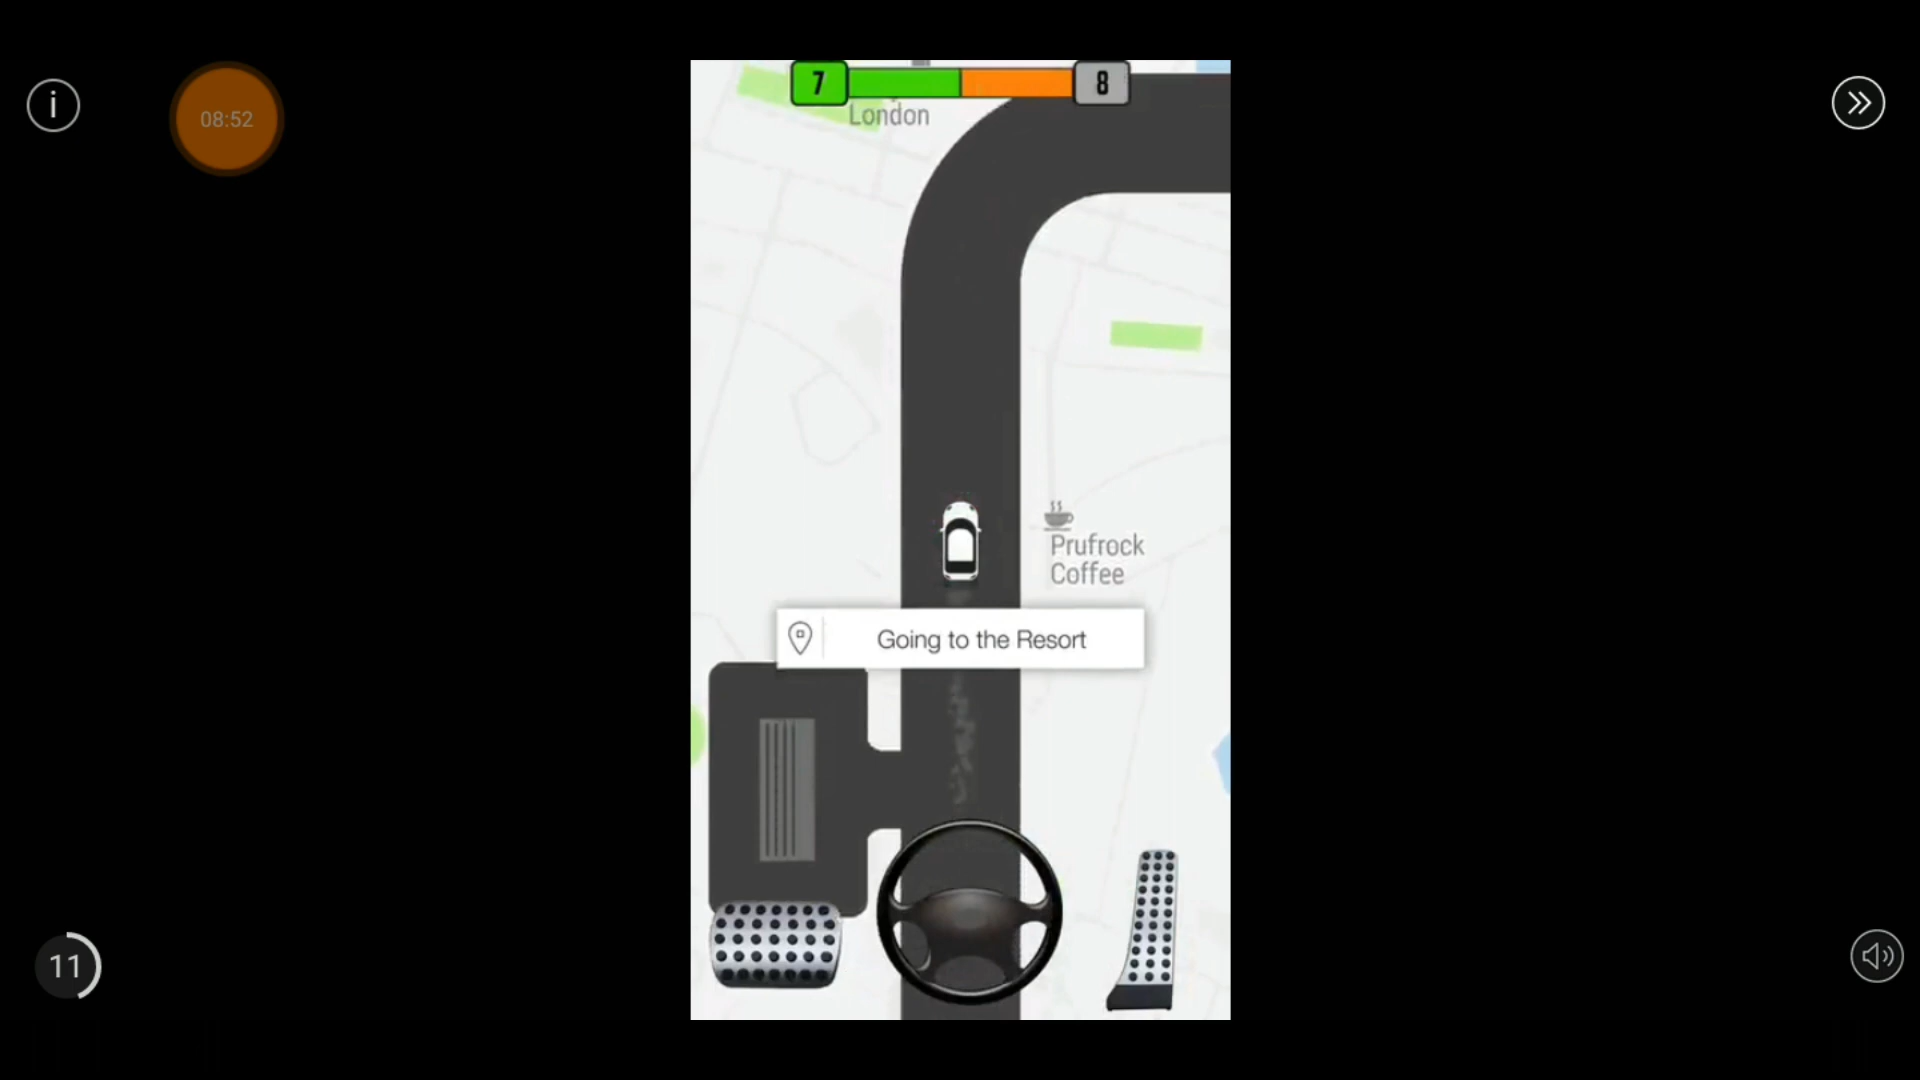 7
8
London
08:52
Prufrock
Coffee
Going to the Resort
11